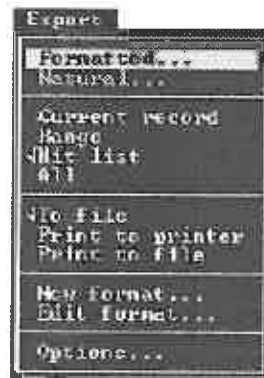 Export
Formatted...
Natural...
Current record
Range
√Hit list
All
√To file
Print to printer
Print to file
New format...
Edit format...
Options...